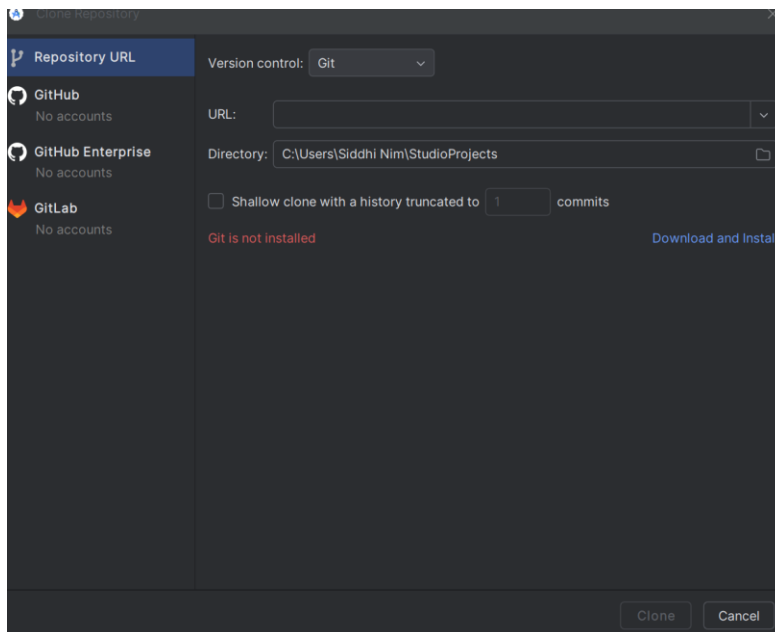 Clone Repository
Repository URL
GitHub
No accounts
GitHub Enterprise
No accounts
GitLab
No accounts
Version control: Git
URL:
Directory: C:\Users\Siddhi Nim\StudioProjects
Shallow clone with a history truncated to 1 commits
Git is not installed Download and Instal
Clone Cancel